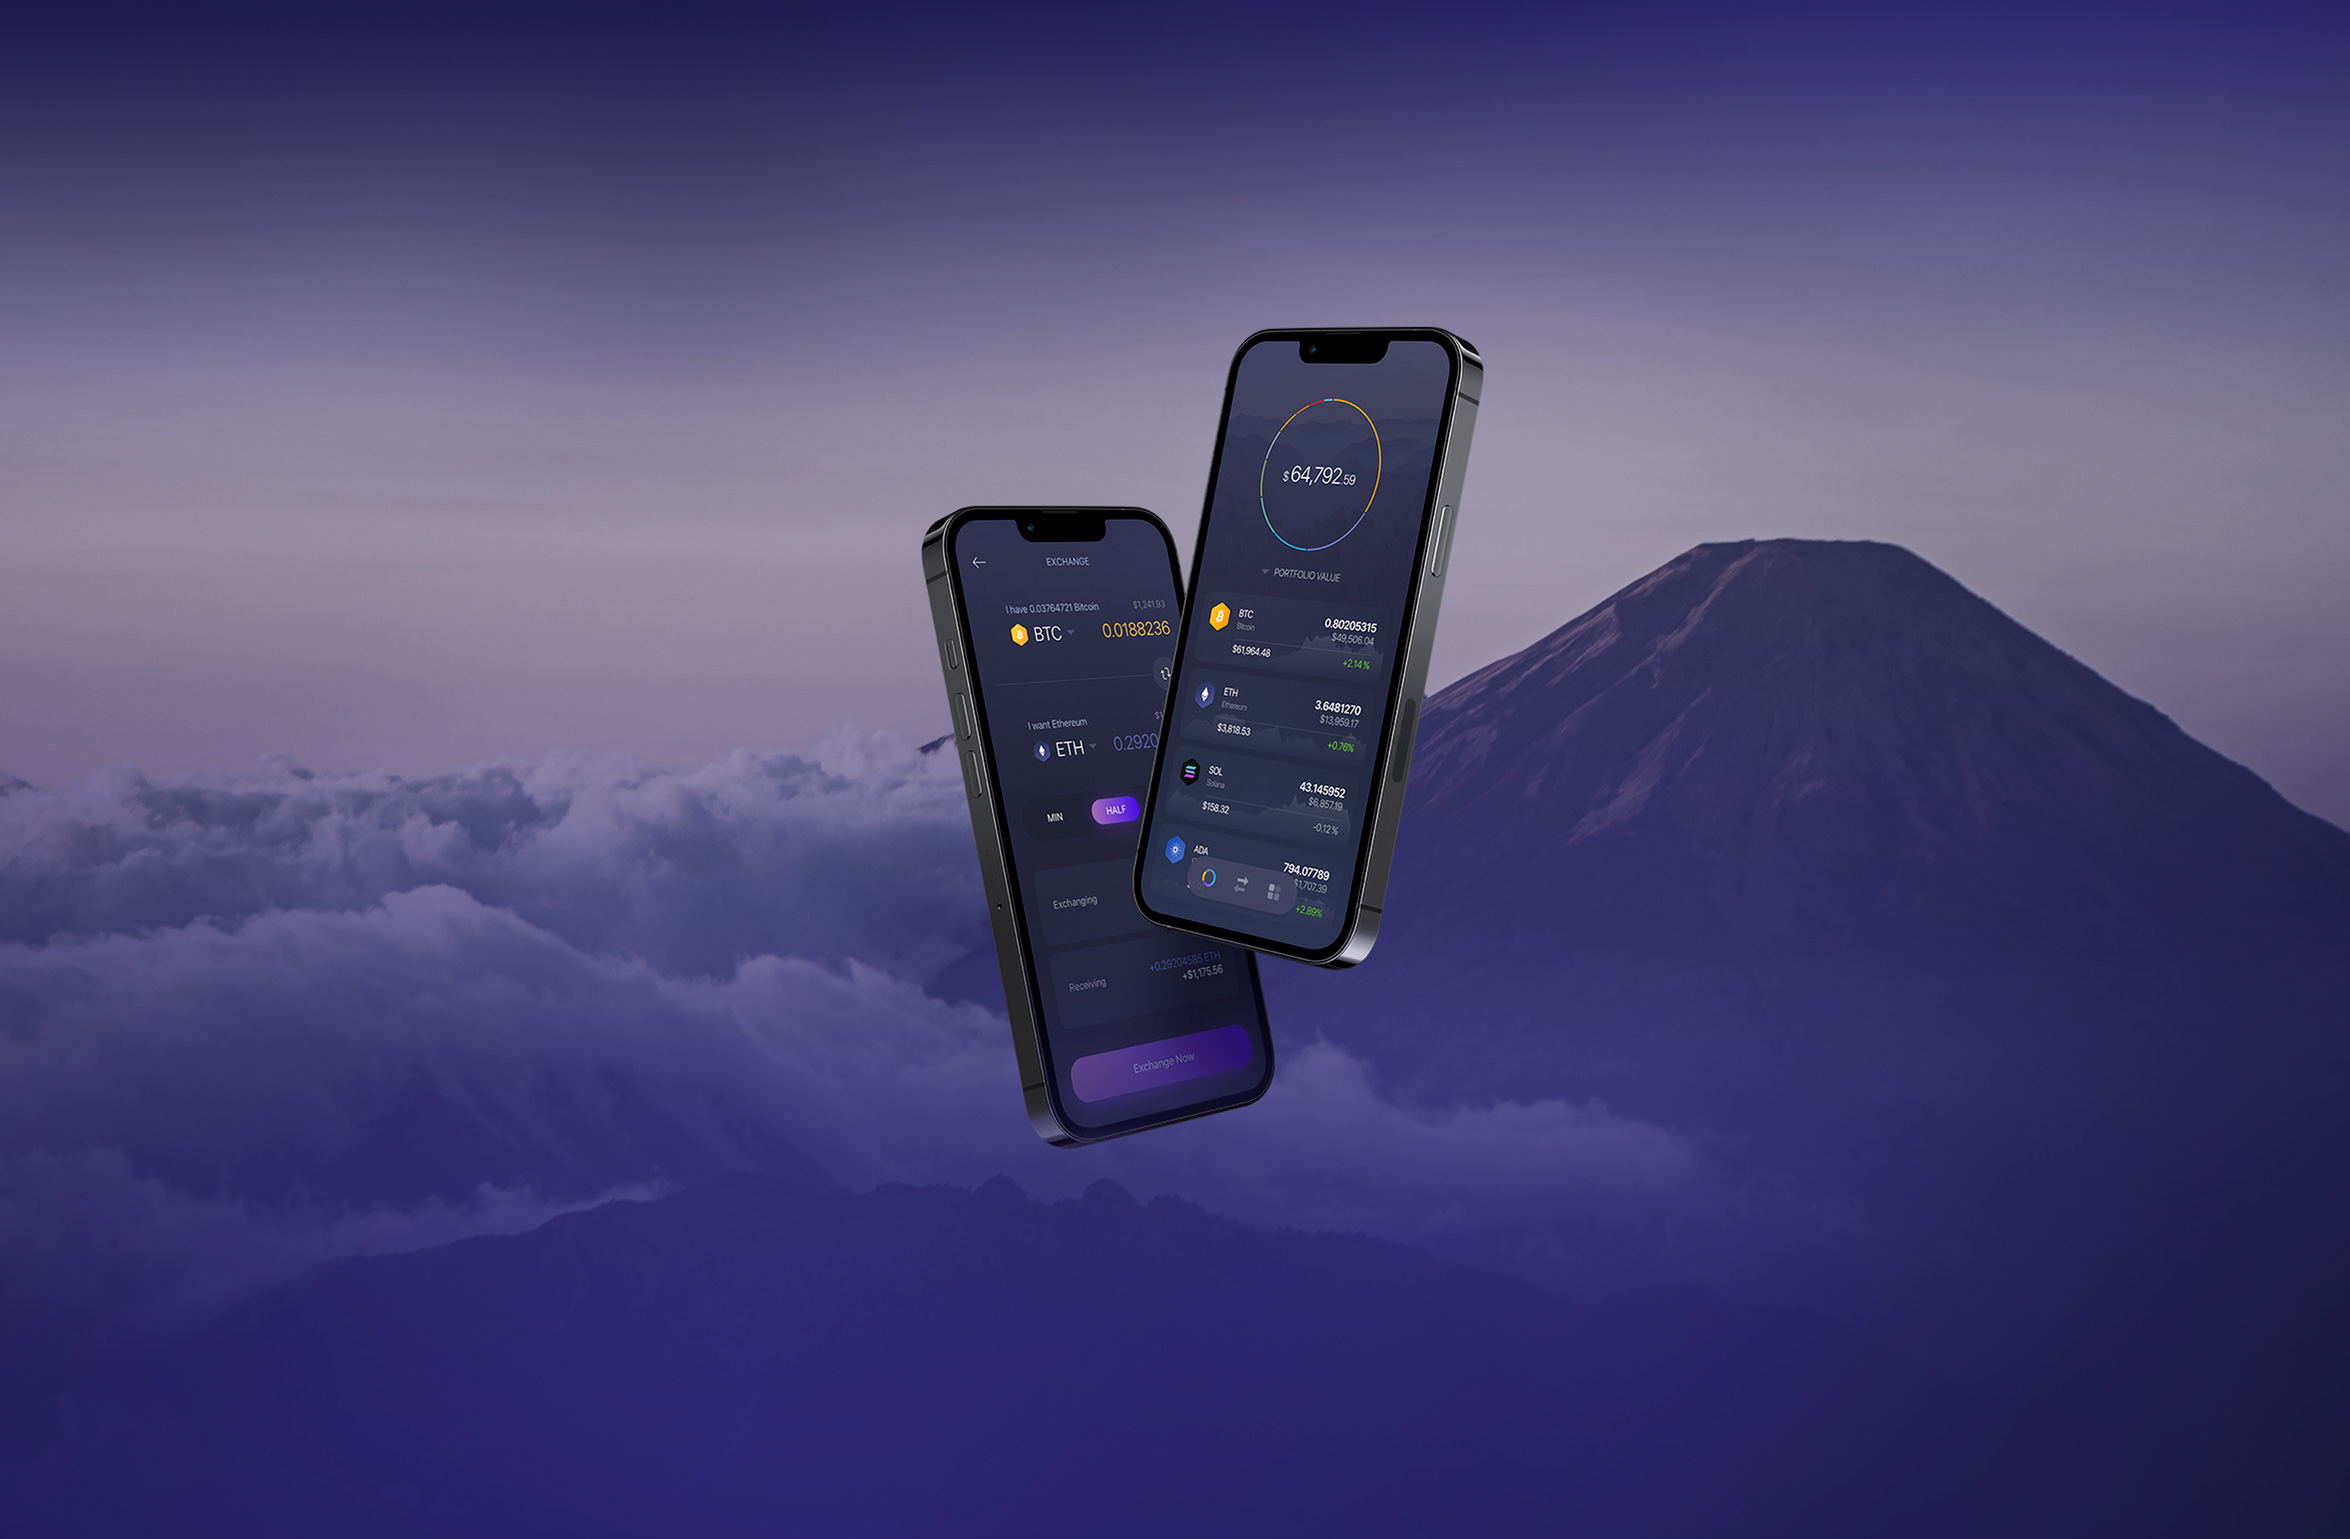 EXCHANGE
I have 0.03764721 Bitcoin $1,241.93
BTC 0.0188236
I want Ethereum
ETH 0.2920
MIN HALF
Exchanging
+0.29204585 ETH
Receiving +$1,175.56
Exchange Now
$64,792.59
PORTFOLIO VALUE
BTC 0.80205315
Bitcoin $49,506.04
$61,964.48 +2.14%
ETH 3.6481270
Ethereum $13,959.17
$3,818.53 +0.76%
SOL 43.145952
Solana $6,857.19
$158.32 -0.12%
ADA 794.07789
$1,707.39
+2.89%